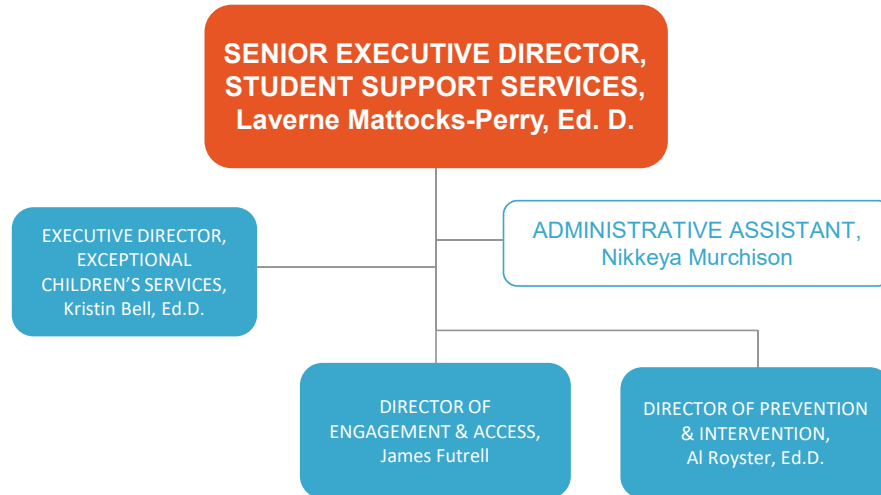 SENIOR EXECUTIVE DIRECTOR,
STUDENT SUPPORT SERVICES,
Laverne Mattocks-Perry, Ed. D.
ADMINISTRATIVE ASSISTANT,
Nikkeya Murchison
EXECUTIVE DIRECTOR,
EXCEPTIONAL
CHILDREN’S SERVICES,
Kristin Bell, Ed.D.
DIRECTOR OF
ENGAGEMENT & ACCESS,
James Futrell
DIRECTOR OF PREVENTION
& INTERVENTION,
Al Royster, Ed.D.